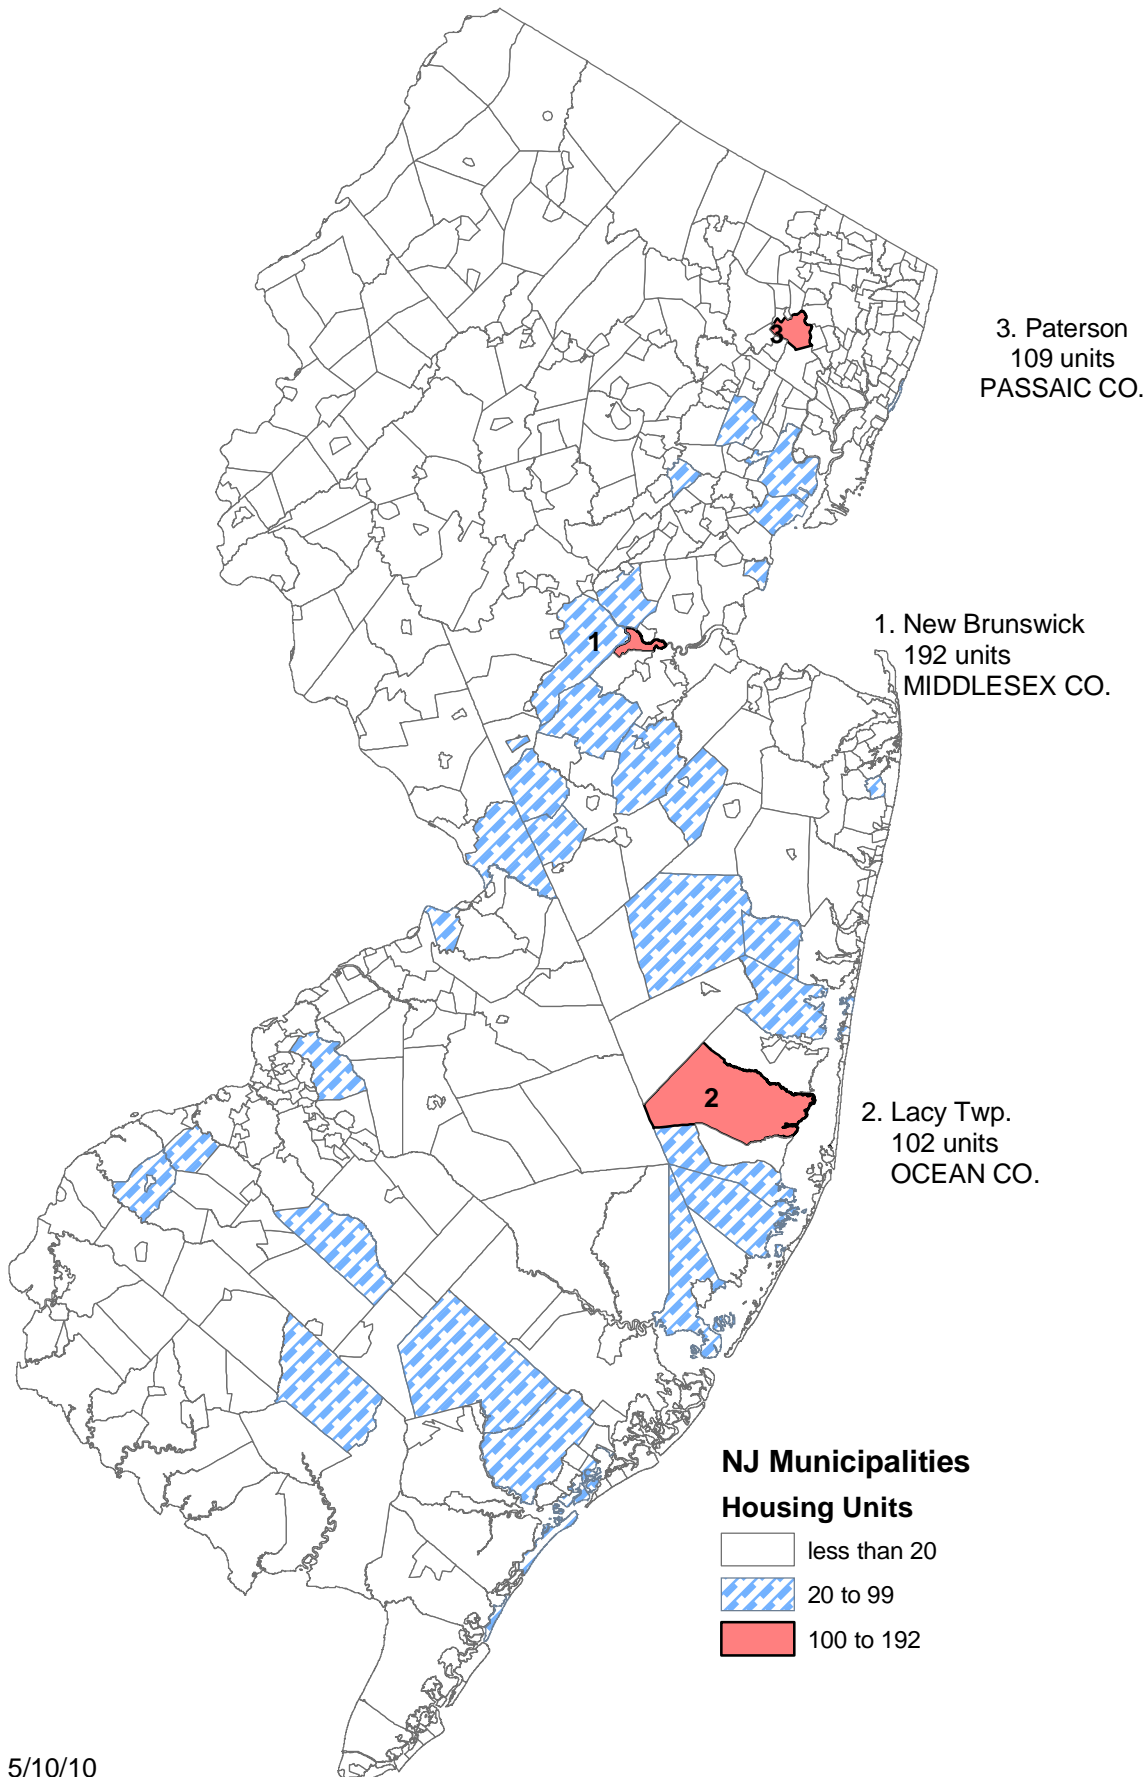 3
3. Paterson
109 units
PASSAIC CO.
1
1. New Brunswick
192 units
MIDDLESEX CO.
2
2. Lacy Twp.
102 units
OCEAN CO.
NJ Municipalities
Housing Units
less than 20
20 to 99
100 to 192
5/10/10